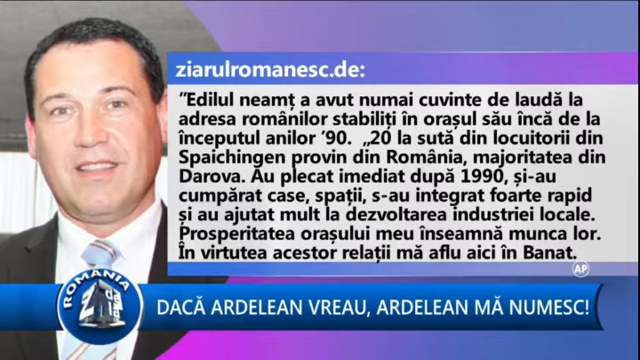 ziarulromanesc.de:
"Edilul neamț a avut numai cuvinte de laudă la
adresa românilor stabiliți în orașul său încă de la
începutul anilor '90. „20 la sută din locuitorii din
Spaichingen provin din România, majoritatea din
Darova. Au plecat imediat după 1990, și-au
cumpărat case, spații, s-au integrat foarte rapid
și au ajutat mult la dezvoltarea industriei locale.
Prosperitatea orașului meu înseamnă munca lor.
În virtutea acestor relații mă aflu aici în Banat.
AP
ROMANIA
DACĂ ARDELEAN VREAU, ARDELEAN MĂ NUMESC!